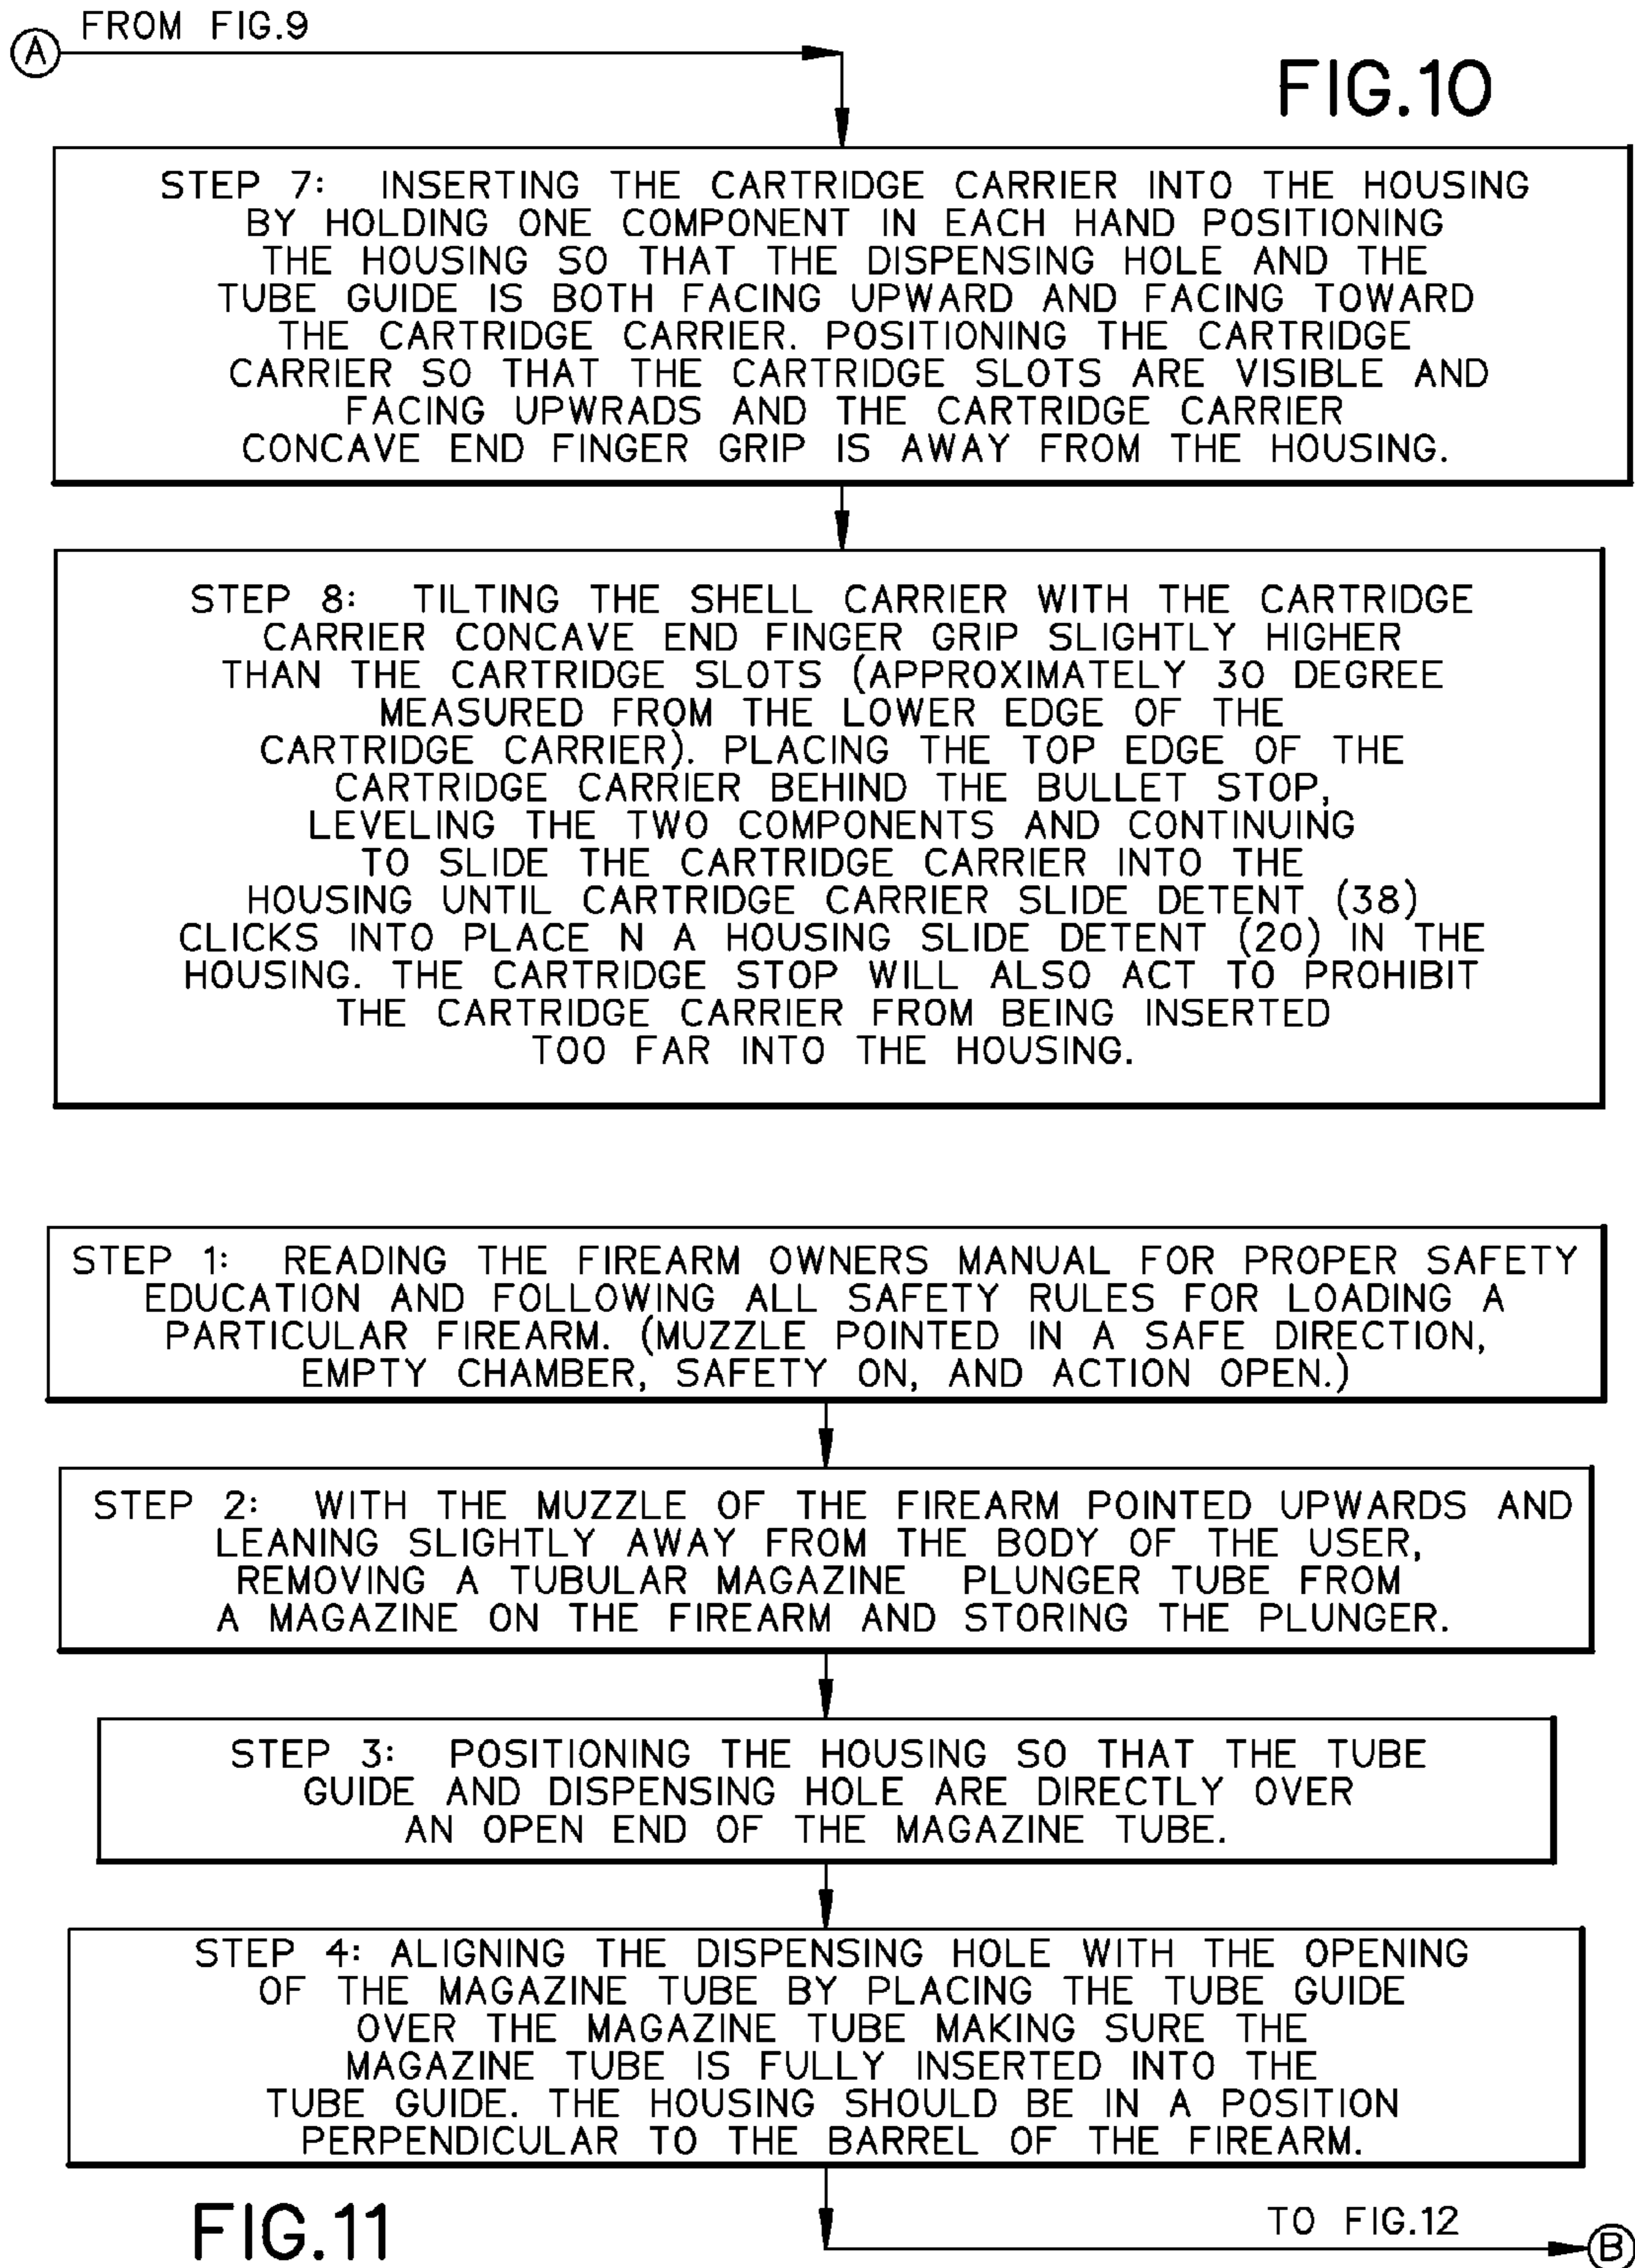 FROM FIG.9
A
FIG.10
STEP 7: INSERTING THE CARTRIDGE CARRIER INTO THE HOUSING
BY HOLDING ONE COMPONENT IN EACH HAND POSITIONING
THE HOUSING SO THAT THE DISPENSING HOLE AND THE
TUBE GUIDE IS BOTH FACING UPWARD AND FACING TOWARD
THE CARTRIDGE CARRIER. POSITIONING THE CARTRIDGE
CARRIER SO THAT THE CARTRIDGE SLOTS ARE VISIBLE AND
FACING UPWRADS AND THE CARTRIDGE CARRIER
CONCAVE END FINGER GRIP IS AWAY FROM THE HOUSING.
STEP 8: TILTING THE SHELL CARRIER WITH THE CARTRIDGE
CARRIER CONCAVE END FINGER GRIP SLIGHTLY HIGHER
THAN THE CARTRIDGE SLOTS (APPROXIMATELY 30 DEGREE
MEASURED FROM THE LOWER EDGE OF THE
CARTRIDGE CARRIER). PLACING THE TOP EDGE OF THE
CARTRIDGE CARRIER BEHIND THE BULLET STOP,
LEVELING THE TWO COMPONENTS AND CONTINUING
TO SLIDE THE CARTRIDGE CARRIER INTO THE
HOUSING UNTIL CARTRIDGE CARRIER SLIDE DETENT (38)
CLICKS INTO PLACE N A HOUSING SLIDE DETENT (20) IN THE
HOUSING. THE CARTRIDGE STOP WILL ALSO ACT TO PROHIBIT
THE CARTRIDGE CARRIER FROM BEING INSERTED
TOO FAR INTO THE HOUSING.
STEP 1: READING THE FIREARM OWNERS MANUAL FOR PROPER SAFETY
EDUCATION AND FOLLOWING ALL SAFETY RULES FOR LOADING A
PARTICULAR FIREARM. (MUZZLE POINTED IN A SAFE DIRECTION,
EMPTY CHAMBER, SAFETY ON, AND ACTION OPEN.)
STEP 2: WITH THE MUZZLE OF THE FIREARM POINTED UPWARDS AND
LEANING SLIGHTLY AWAY FROM THE BODY OF THE USER,
REMOVING A TUBULAR MAGAZINE PLUNGER TUBE FROM
A MAGAZINE ON THE FIREARM AND STORING THE PLUNGER.
STEP 3: POSITIONING THE HOUSING SO THAT THE TUBE
GUIDE AND DISPENSING HOLE ARE DIRECTLY OVER
AN OPEN END OF THE MAGAZINE TUBE.
STEP 4: ALIGNING THE DISPENSING HOLE WITH THE OPENING
OF THE MAGAZINE TUBE BY PLACING THE TUBE GUIDE
OVER THE MAGAZINE TUBE MAKING SURE THE
MAGAZINE TUBE IS FULLY INSERTED INTO THE
TUBE GUIDE. THE HOUSING SHOULD BE IN A POSITION
PERPENDICULAR TO THE BARREL OF THE FIREARM.
FIG.11
TO FIG.12
B